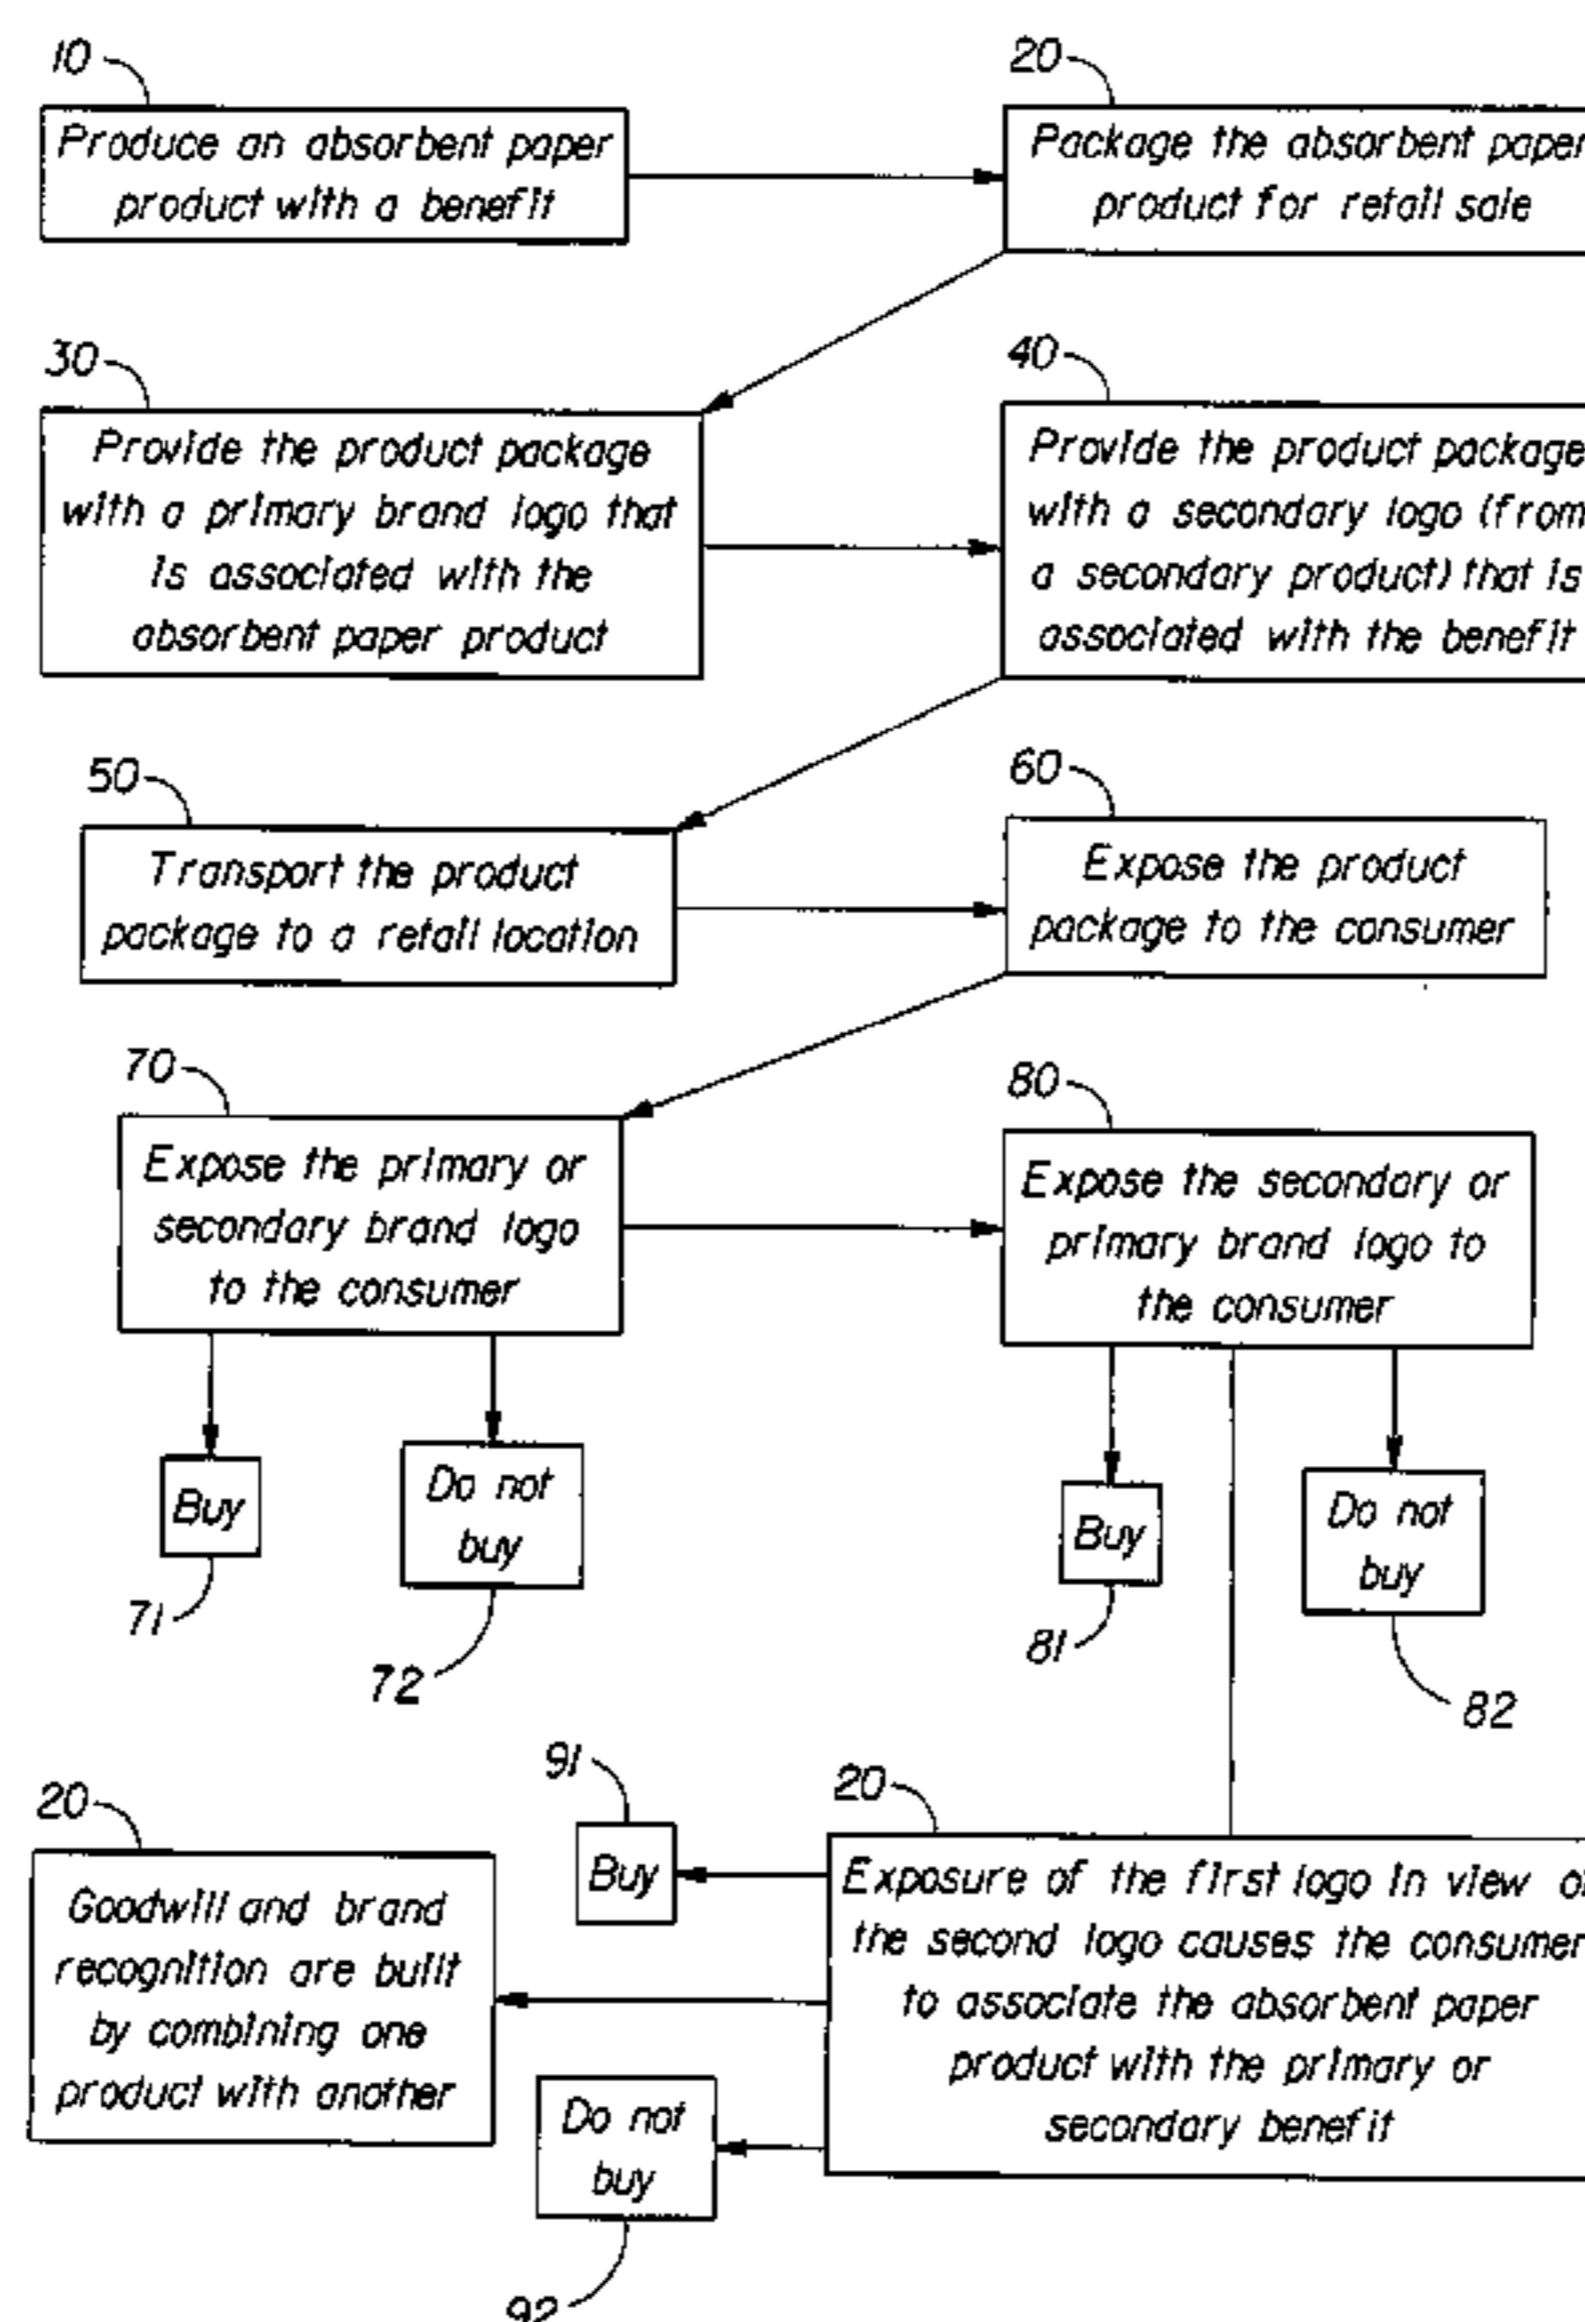 10
Produce an absorbent paper
product with a benefit
20
Package the absorbent paper
product for retail sale
30
Provide the product package
with a primary brand logo that
is associated with the
absorbent paper product
40
Provide the product package
with a secondary logo (from
a secondary product) that is
associated with the benefit
50
Transport the product
package to a retail location
60
Expose the product
package to the consumer
70
Expose the primary or
secondary brand logo
to the consumer
80
Expose the secondary or
primary brand logo to
the consumer
Buy
71
Do not
buy
72
Buy
81
Do not
buy
82
20
Goodwill and brand
recognition are built
by combining one
product with another
91
Buy
20
Exposure of the first logo in view of
the second logo causes the consumer
to associate the absorbent paper
product with the primary or
secondary benefit
Do not
buy
92